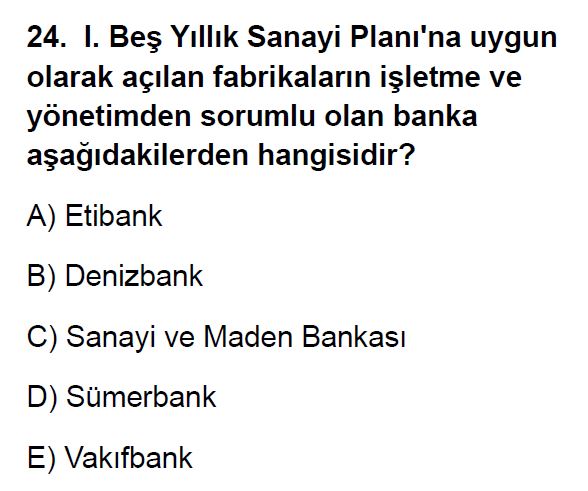 24.  I. Beş Yıllık Sanayi Planı'na uygun
olarak açılan fabrikaların işletme ve
yönetimden sorumlu olan banka
aşağıdakilerden hangisidir?
A) Etibank
B) Denizbank
C) Sanayi ve Maden Bankası
D) Sümerbank
E) Vakıfbank